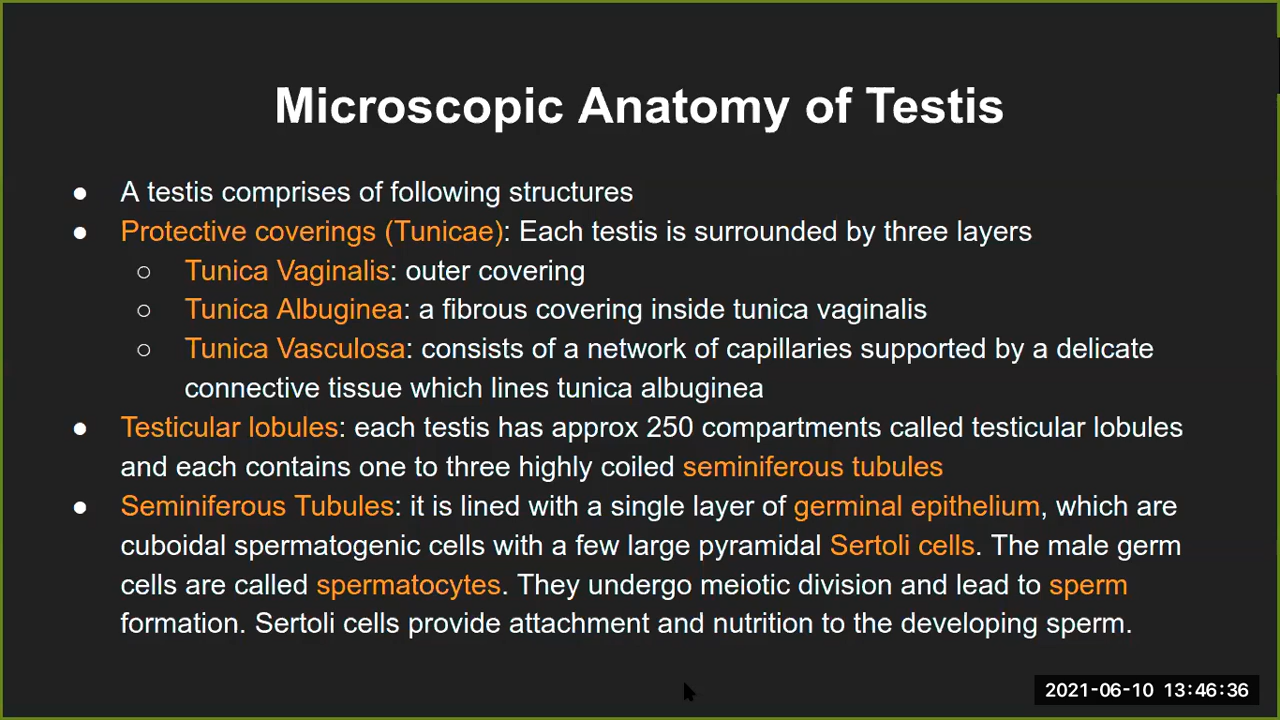 Microscopic Anatomy of Testis
● A testis comprises of following structures
● Protective coverings (Tunicae): Each testis is surrounded by three layers
○ Tunica Vaginalis: outer covering
○ Tunica Albuginea: a fibrous covering inside tunica vaginalis
○ Tunica Vasculosa: consists of a network of capillaries supported by a delicate
connective tissue which lines tunica albuginea
● Testicular lobules: each testis has approx 250 compartments called testicular lobules
and each contains one to three highly coiled seminiferous tubules
● Seminiferous Tubules: it is lined with a single layer of germinal epithelium, which are
cuboidal spermatogenic cells with a few large pyramidal Sertoli cells. The male germ
cells are called spermatocytes. They undergo meiotic division and lead to sperm
formation. Sertoli cells provide attachment and nutrition to the developing sperm.
2021-06-10 13:46:36